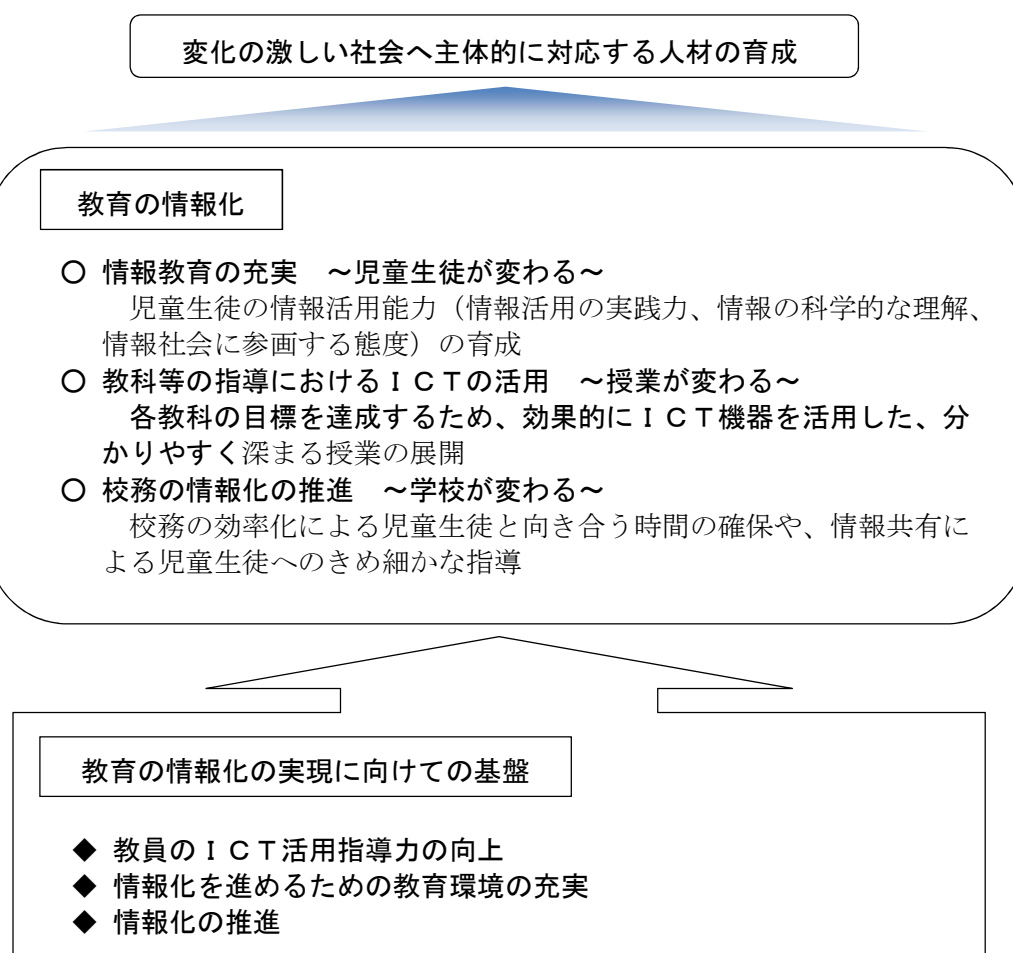 変化の激しい社会へ主体的に対応する人材の育成
教育の情報化
○ 情報教育の充実　～児童生徒が変わる～
児童生徒の情報活用能力（情報活用の実践力、情報の科学的な理解、
情報社会に参画する態度）の育成
○ 教科等の指導におけるＩＣＴの活用　～授業が変わる～
各教科の目標を達成するため、効果的にＩＣＴ機器を活用した、分
かりやすく深まる授業の展開
○ 校務の情報化の推進　～学校が変わる～
校務の効率化による児童生徒と向き合う時間の確保や、情報共有に
よる児童生徒へのきめ細かな指導
教育の情報化の実現に向けての基盤
◆ 教員のＩＣＴ活用指導力の向上
◆ 情報化を進めるための教育環境の充実
◆ 情報化の推進